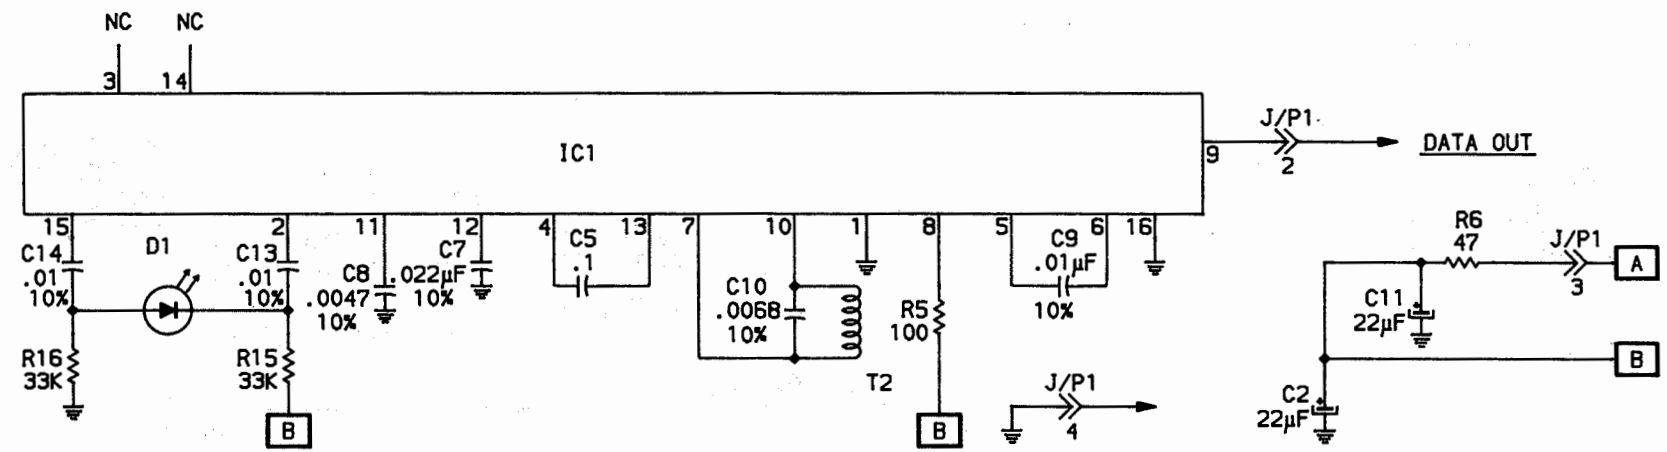 NC NC
3 14
IC1
J/P1
9
2
DATA OUT
15 2 11 12 4 13 7 10 1 8 5 6 16
C14
.01
10%
D1
C13
.01
10%
C8
.0047
10%
C7
.022µF
10%
C5
.1
C10
.0068
10%
T2
R5
100
C9
.01µF
10%
R6
47
J/P1
3
A
C11
22µF
B
C2
22µF
R16
33K
R15
33K
B
B
J/P1
4